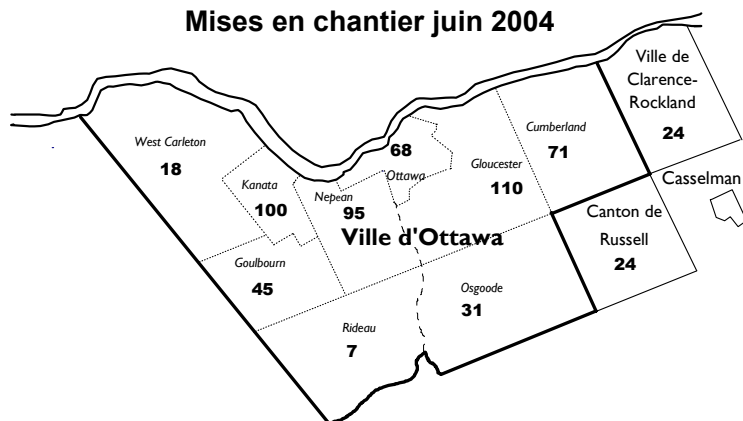 Mises en chantier juin 2004
Ville de
Clarence-
Rockland
24
West Carleton
18
Kanata
100
Nepean
95
68
Ottawa
Gloucester
110
Cumberland
71
Casselman
Canton de
Russell
24
Ville d'Ottawa
Goulbourn
45
Osgoode
31
Rideau
7